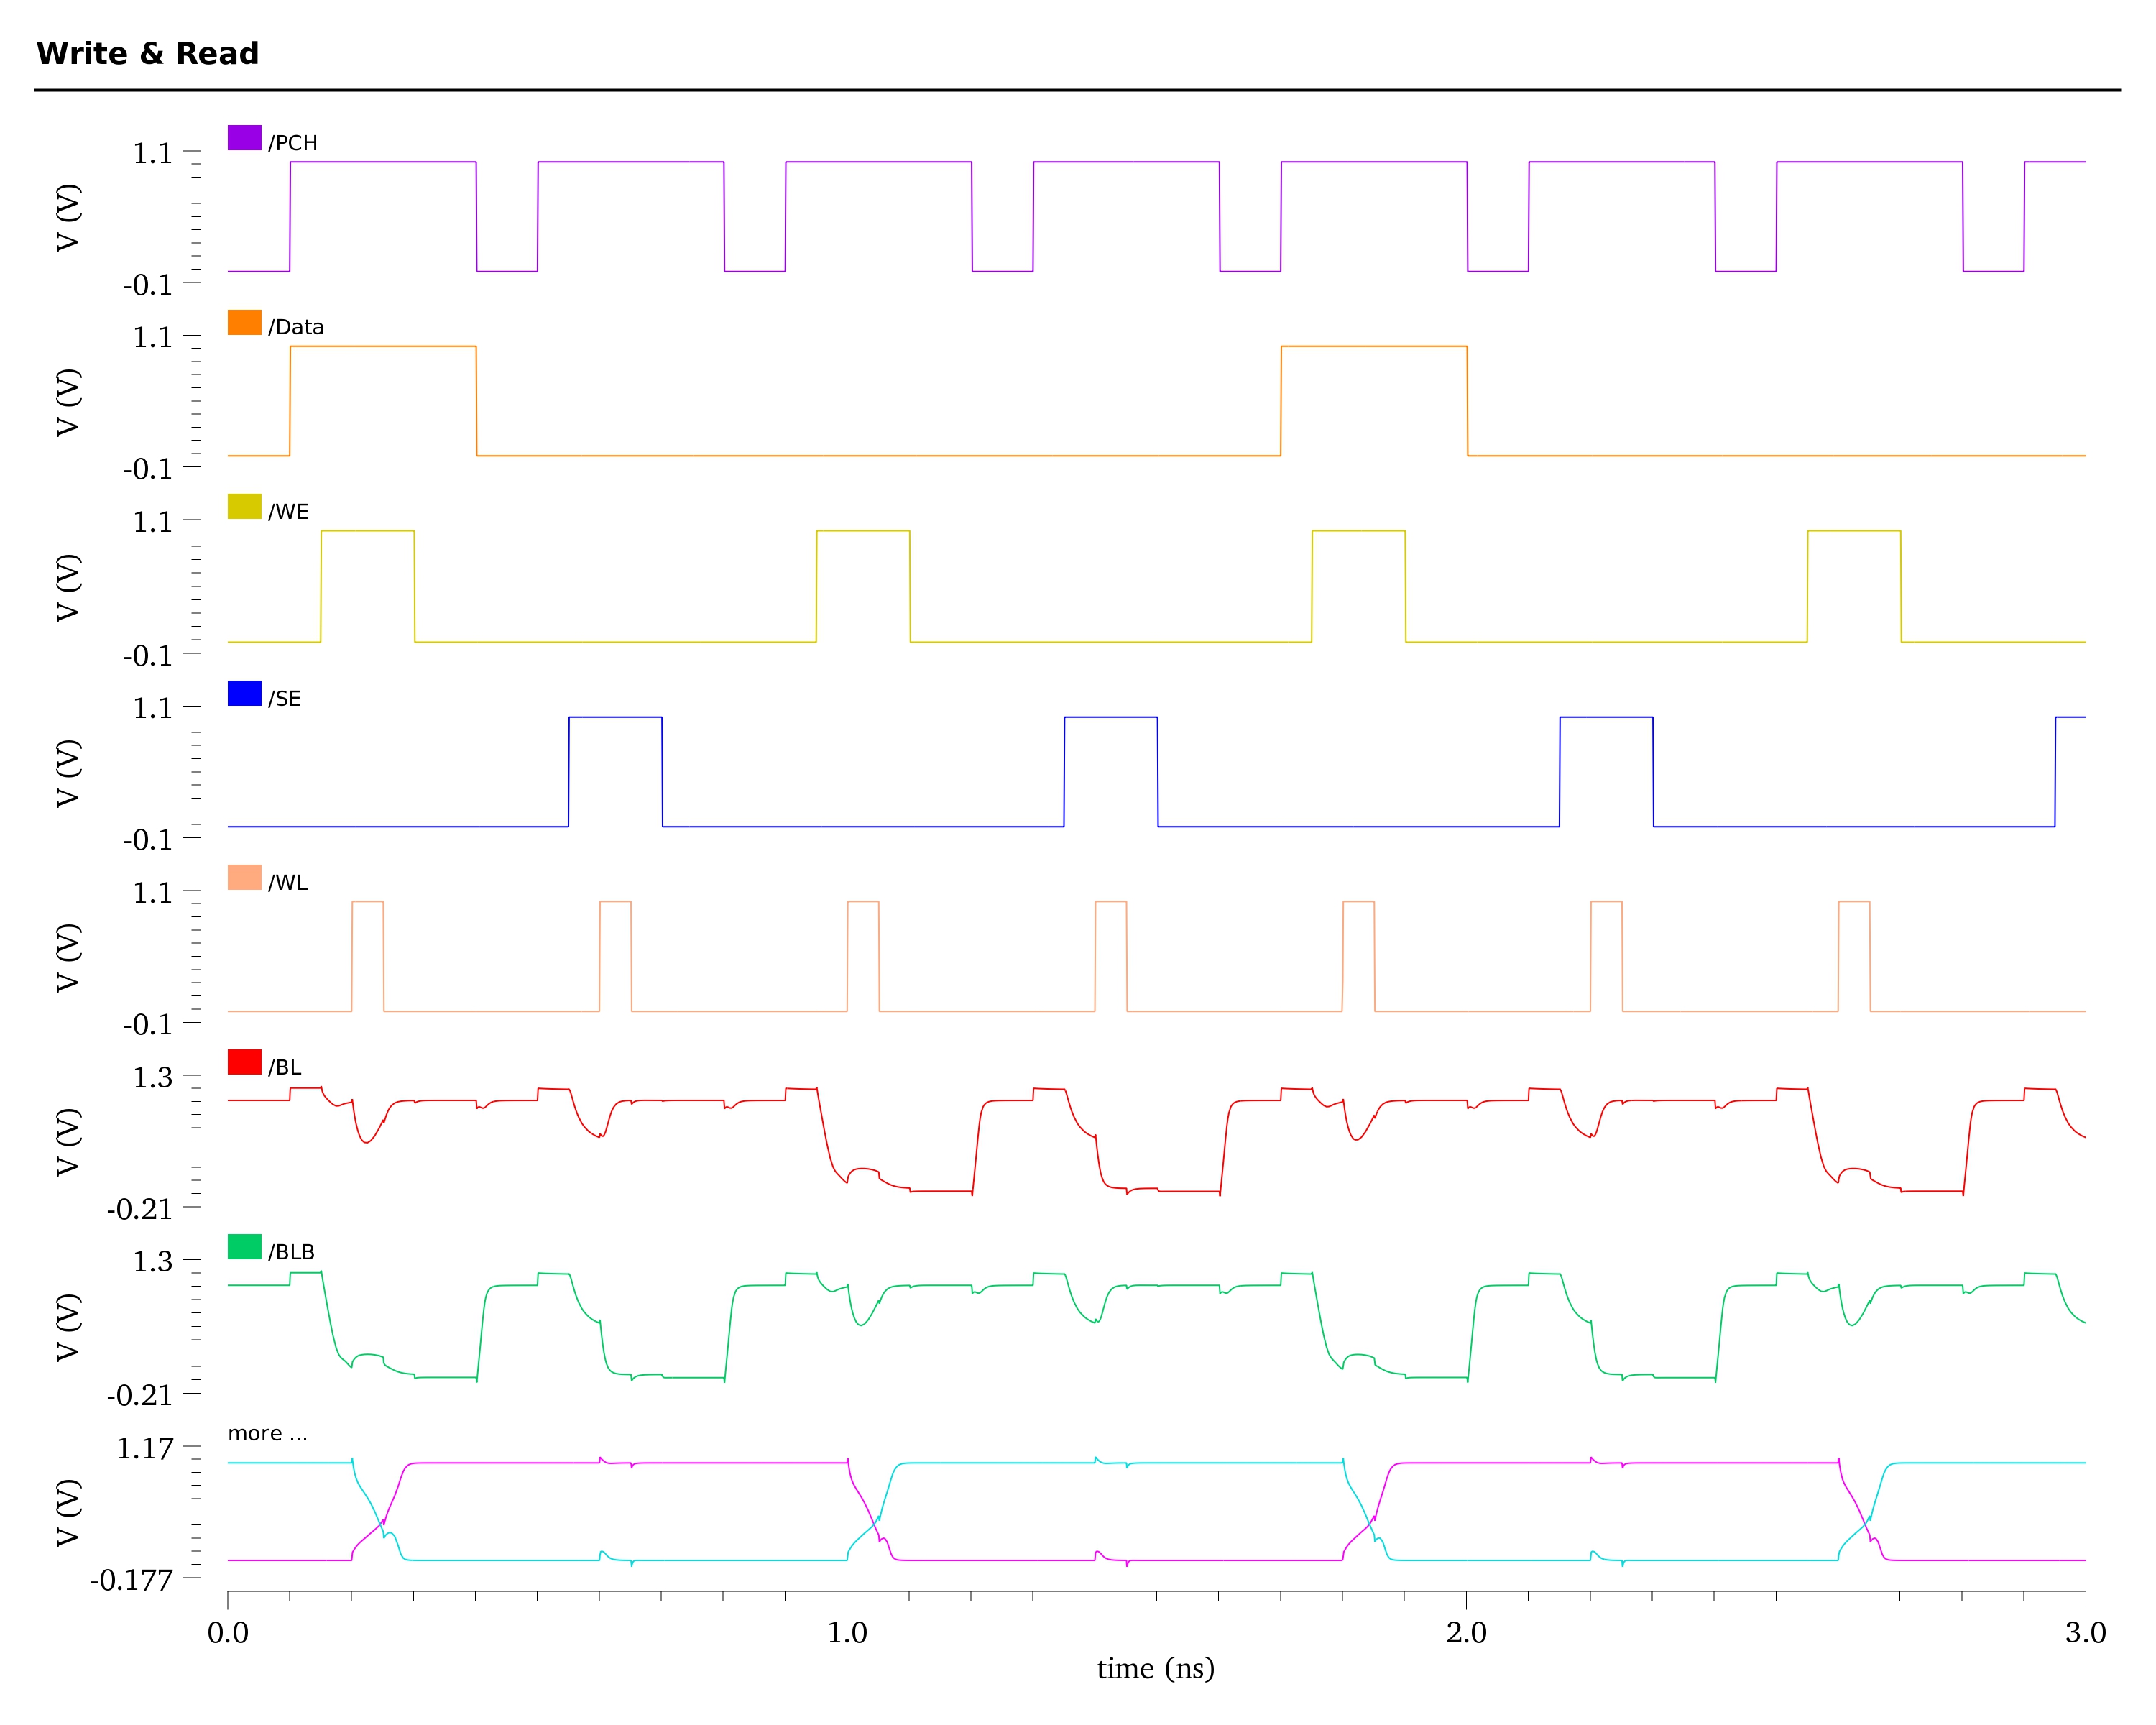 Write & Read
/PCH
1.1
V (V)
-0.1
/Data
1.1
V (V)
-0.1
/WE
1.1
V (V)
-0.1
/SE
1.1
V (V)
-0.1
/WL
1.1
V (V)
-0.1
/BL
1.3
V (V)
-0.21
/BLB
1.3
V (V)
-0.21
more ...
1.17
V (V)
-0.177
0.0 1.0 2.0 3.0
time (ns)